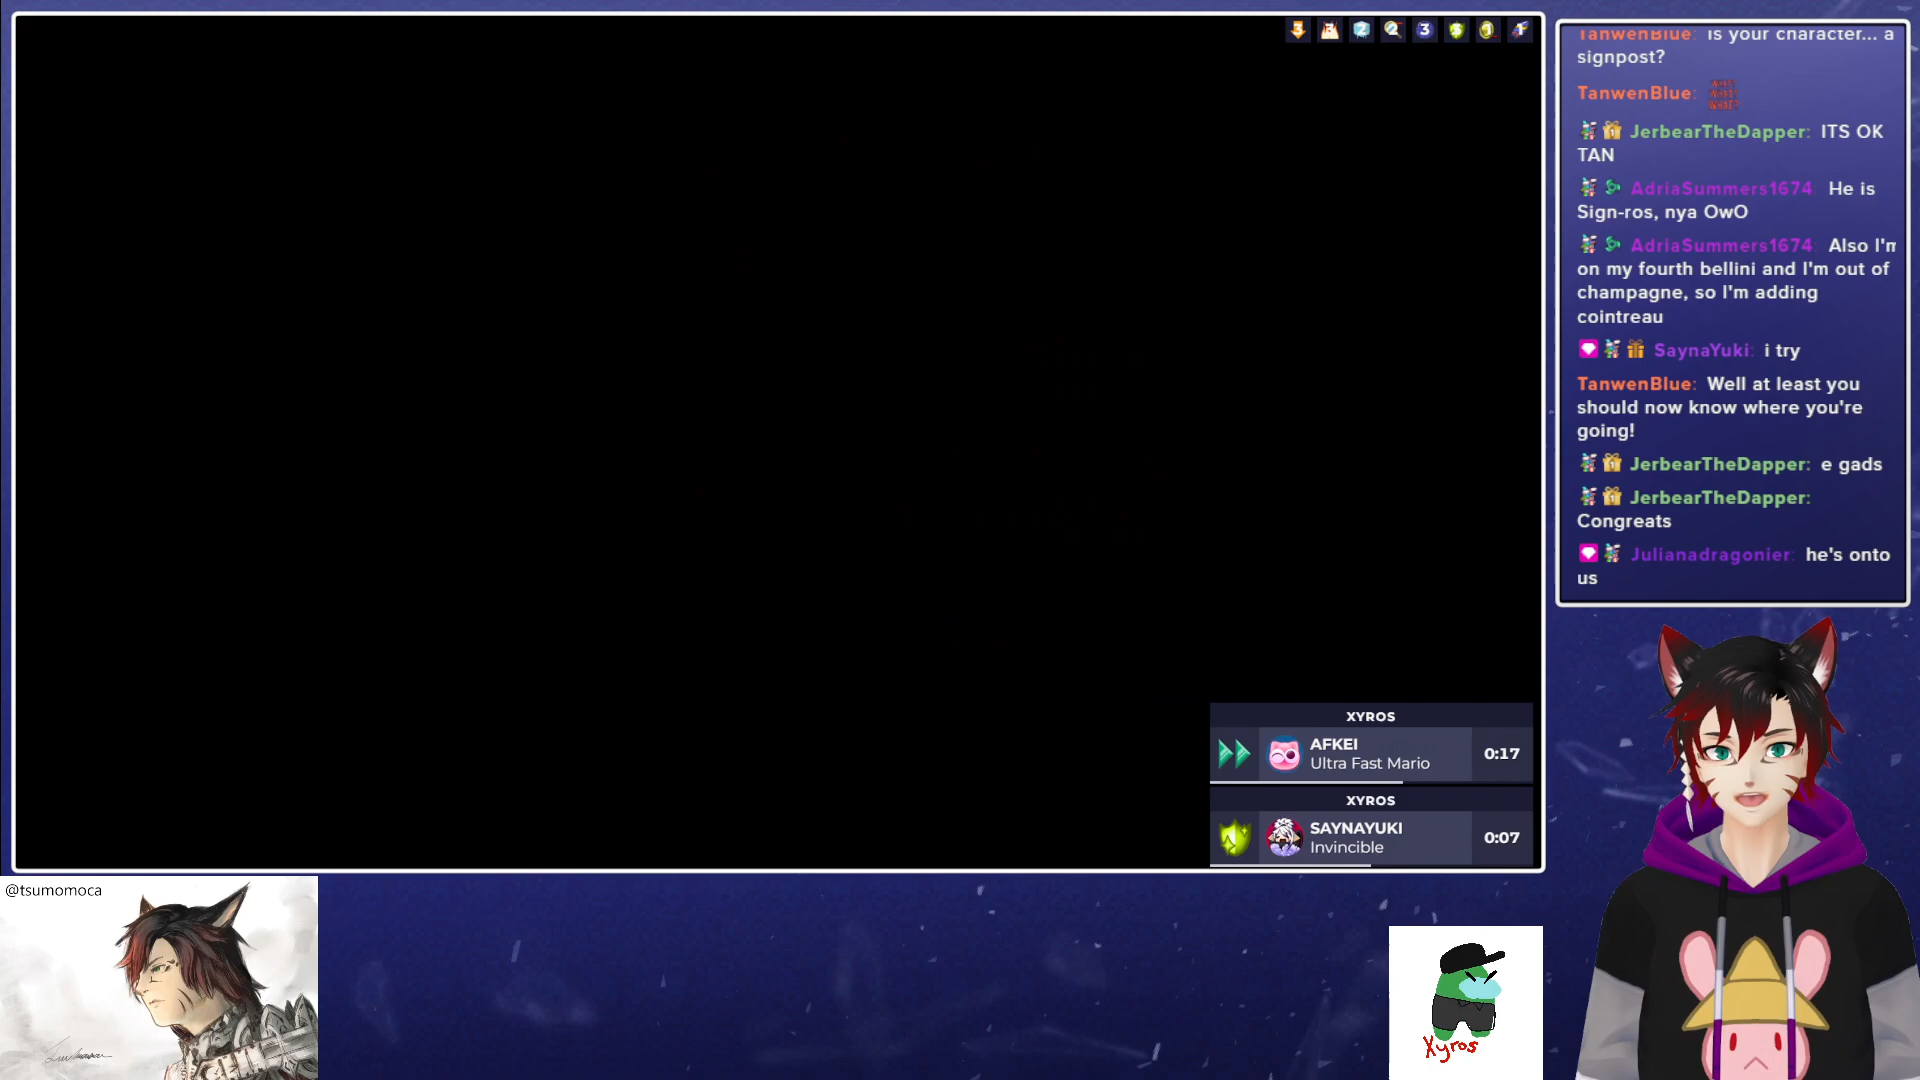 TanwenBlue: is your character... a
signpost?
TanwenBlue:
JerbearTheDapper: ITS OK
TAN
AdriaSummers1674: He is
Sign-ros, nya OwO
AdriaSummers1674: Also I'm
on my fourth bellini and I'm out of
champagne, so I'm adding
cointreau
SaynaYuki: i try
TanwenBlue: Well at least you
should now know where you're
going!
JerbearTheDapper: e gads
JerbearTheDapper:
Congreats
Julianadragonier: he's onto
us
XYROS
AFKEI
Ultra Fast Mario
0:17
XYROS
SAYNAYUKI
Invincible
0:07
@tsumomoca
Xyros